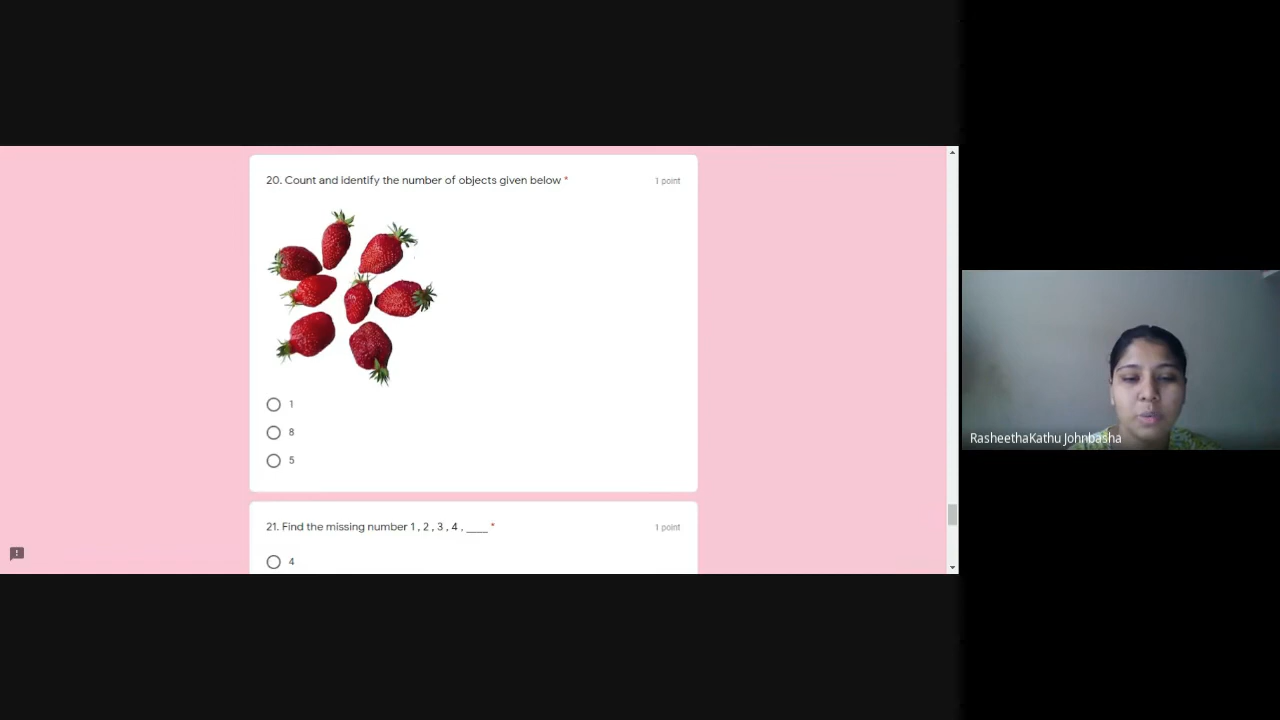 20. Count and identify the number of objects given below *
1 point
1
8
5
21. Find the missing number 1 , 2 , 3 , 4 , ____ *
1 point
4
RasheethaKathu Johnbasha